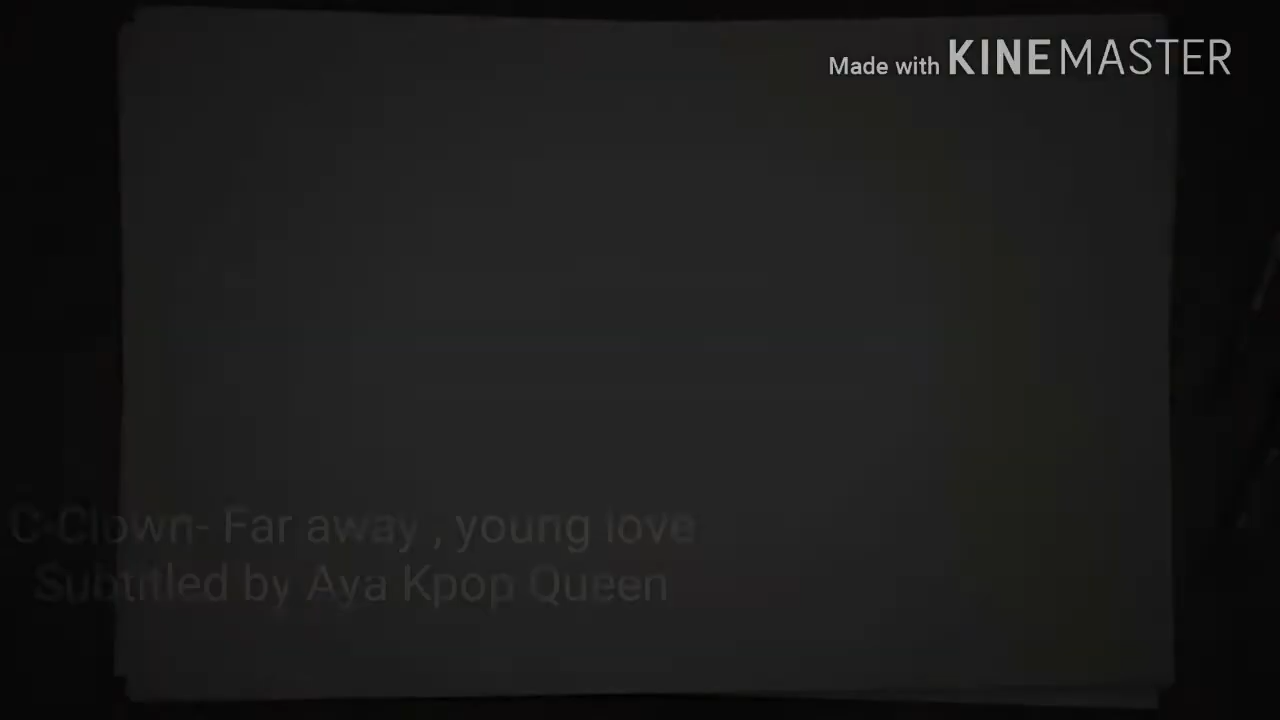 Made with KINEMASTER
C-Clown- Far away , young love
Subtitled by Aya Kpop Queen